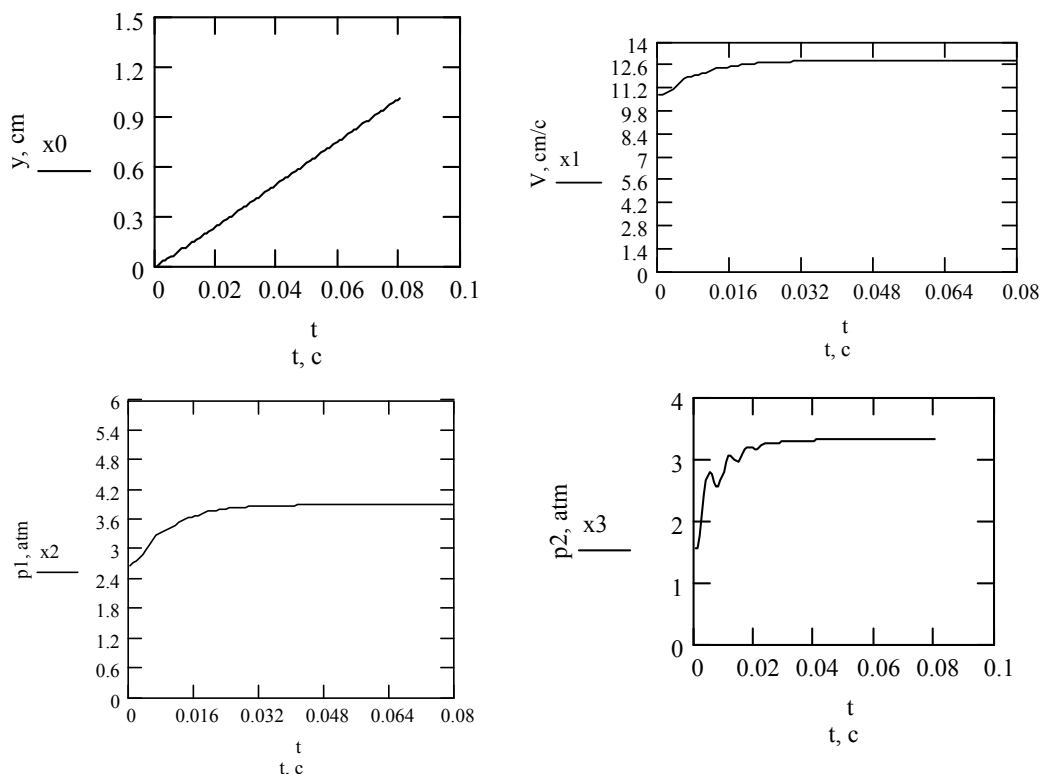 1.5
1.2
0.9
0.6
0.3
0
y, cm
x0
0 0.02 0.04 0.06 0.08 0.1
t
t, c
14
12.6
11.2
9.8
8.4
7
5.6
4.2
2.8
1.4
0
V, cm/c
x1
0 0.016 0.032 0.048 0.064 0.08
t
t, c
6
5.4
4.8
4.2
3.6
3
2.4
1.8
1.2
0.6
0
p1, atm
x2
0 0.016 0.032 0.048 0.064 0.08
t
t, c
4
3
2
1
0
p2, atm
x3
0 0.02 0.04 0.06 0.08 0.1
t
t, c